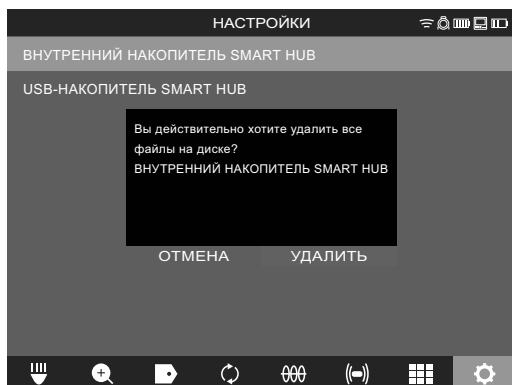 НАСТРОЙКИ
ВНУТРЕННИЙ НАКОПИТЕЛЬ SMART HUB
USB-НАКОПИТЕЛЬ SMART HUB
Вы действительно хотите удалить все
файлы на диске?
ВНУТРЕННИЙ НАКОПИТЕЛЬ SMART HUB
ОТМЕНА УДАЛИТЬ